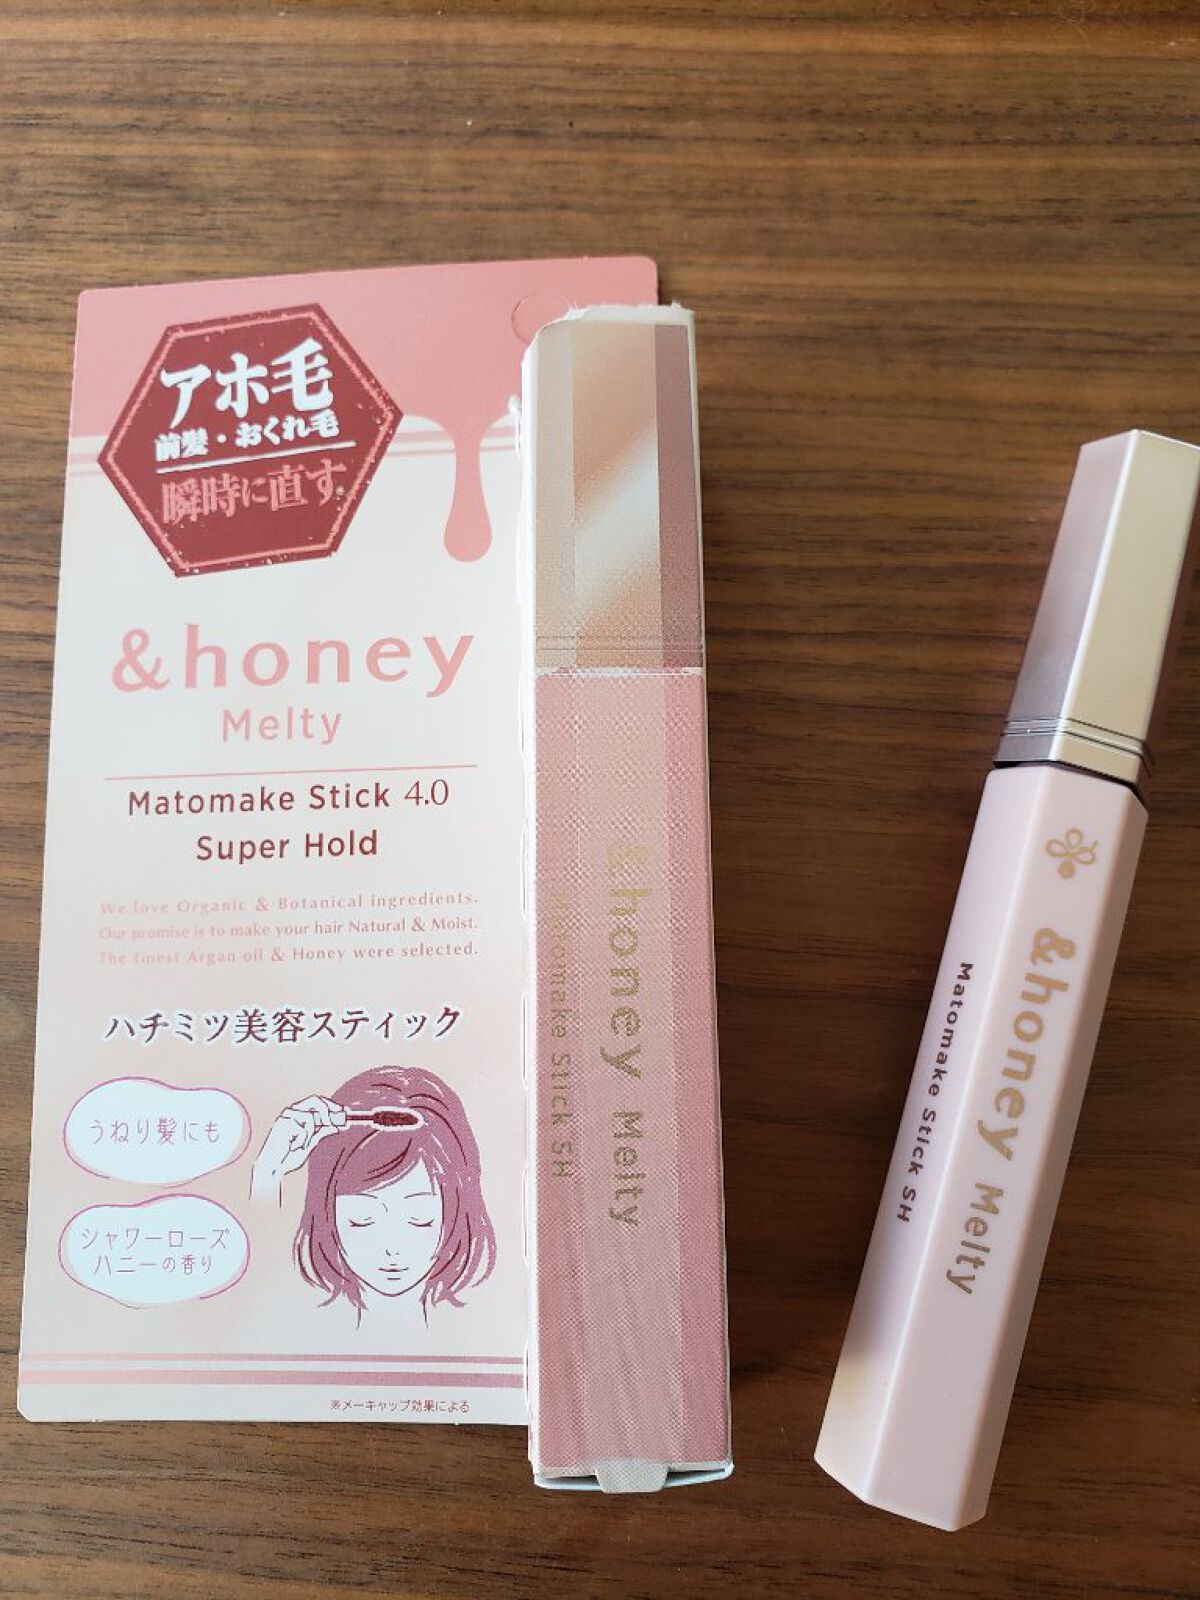 アホ毛
前髪・おくれ毛
瞬時に直す※
&honey
Melty
Matomake Stick 4.0
Super Hold
We love Organic & Botanical ingredients.
Our promise is to make your hair Natural & Moist.
The finest Argan oil & Honey were selected.
ハチミツ美容スティック
うねり髪にも
シャワーローズ
ハニーの香り
※メーキャップ効果による
&honey Melty
Matomake Stick SH
&honey Melty
Matomake Stick SH